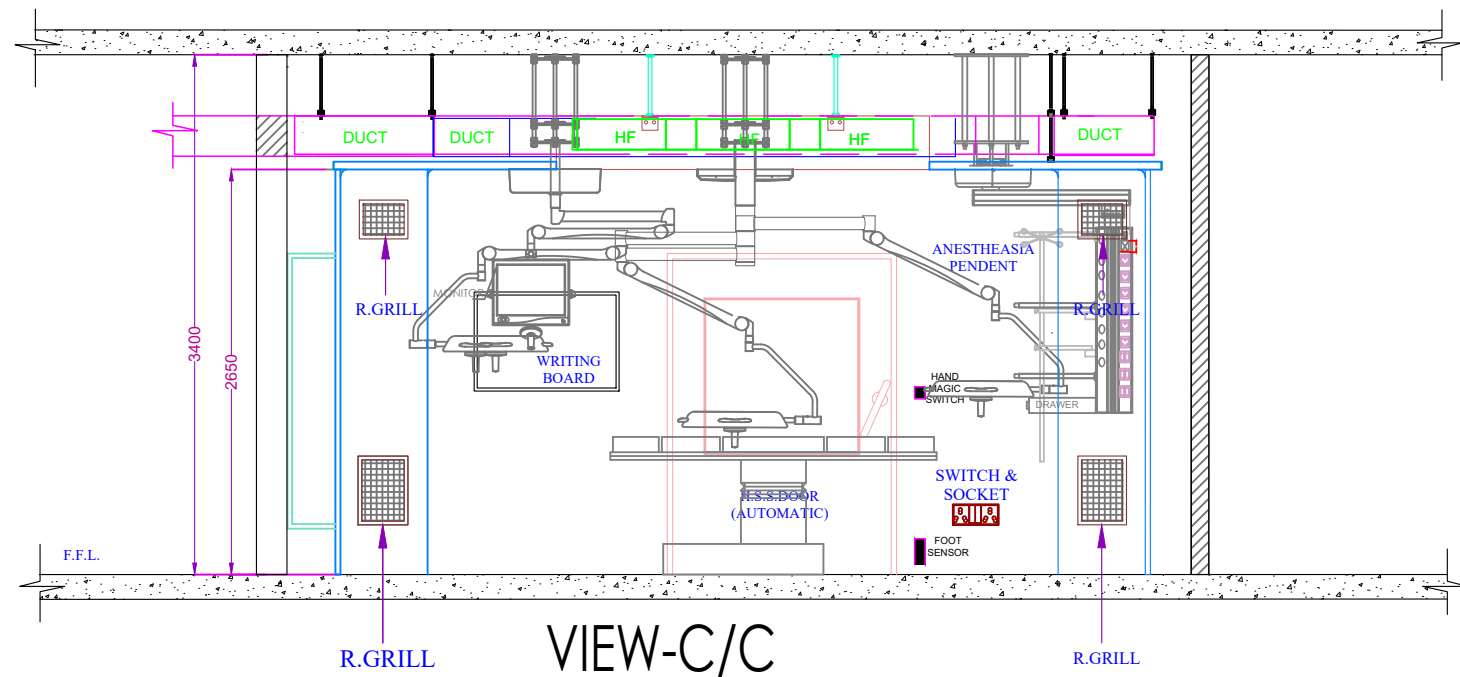 DUCT
DUCT
HF
HF
HF
DUCT
ANESTHEASIA
PENDENT
MONITOR
R.GRILL
R.GRILL
3400
2650
WRITING
BOARD
HAND
MAGIC
SWITCH
DRAWER
SWITCH &
SOCKET
H.S.S.DOOR
(AUTOMATIC)
FOOT
SENSOR
F.F.L.
VIEW-C/C
R.GRILL
R.GRILL